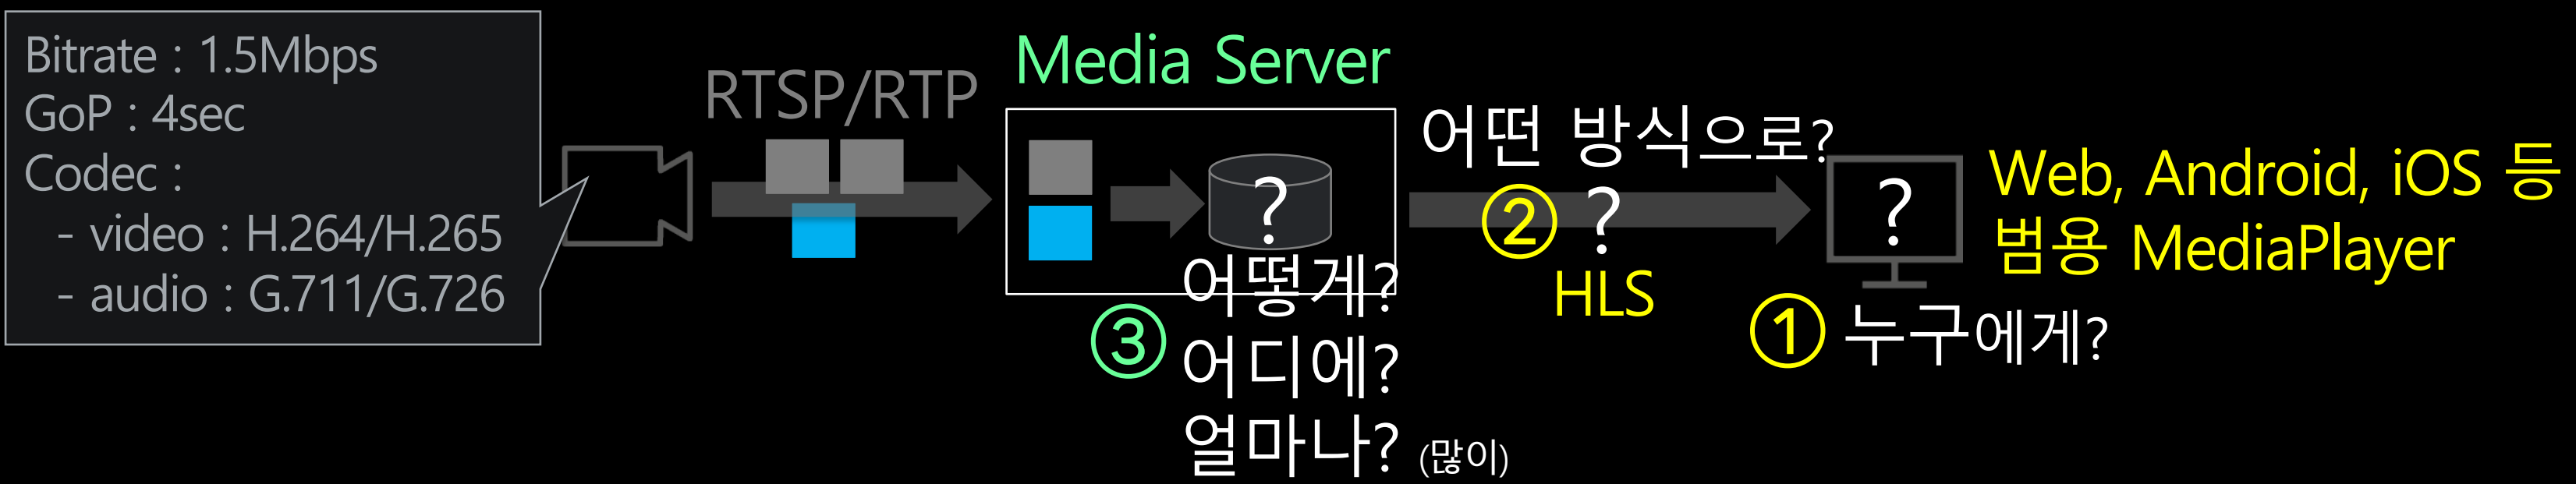 Bitrate : 1.5Mbps
GoP : 4sec
Codec :
- video : H.264/H.265
- audio : G.711/G.726
RTSP/RTP
Media Server
?
어떻게?
③ 어디에?
얼마나? (많이)
어떤 방식으로?
② ?
HLS
?
① 누구에게?
Web, Android, iOS 등
범용 MediaPlayer